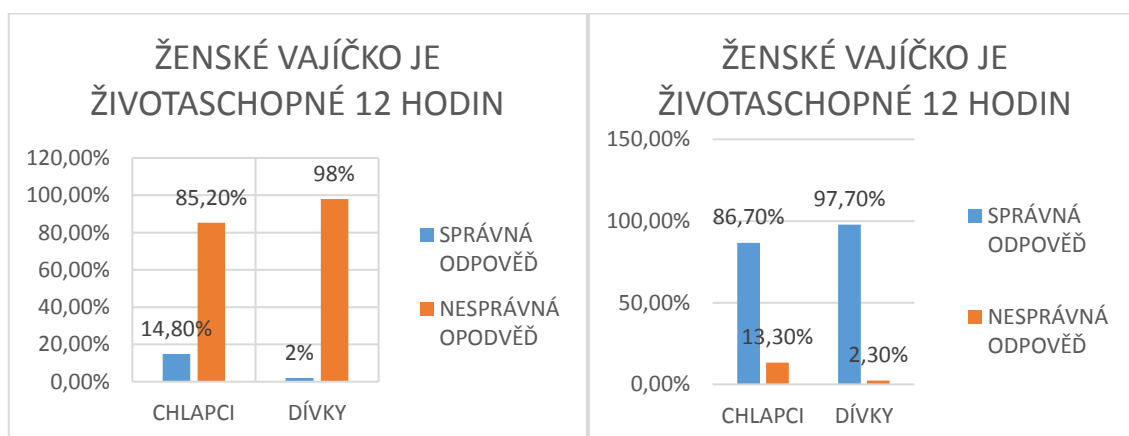 ŽENSKÉ VAJÍČKO JE
ŽIVOTASCHOPNÉ 12 HODIN
120,00%
100,00%
80,00%
60,00%
40,00%
20,00%
0,00%
14,80%
85,20%
2%
98%
CHLAPCI
DÍVKY
SPRÁVNÁ
ODPOVĚĎ
NESPRÁVNÁ
OPODVĚĎ
ŽENSKÉ VAJÍČKO JE
ŽIVOTASCHOPNÉ 12 HODIN
150,00%
100,00%
50,00%
0,00%
86,70%
13,30%
97,70%
2,30%
CHLAPCI
DÍVKY
SPRÁVNÁ
ODPOVĚĎ
NESPRÁVNÁ
ODPOVĚĎ